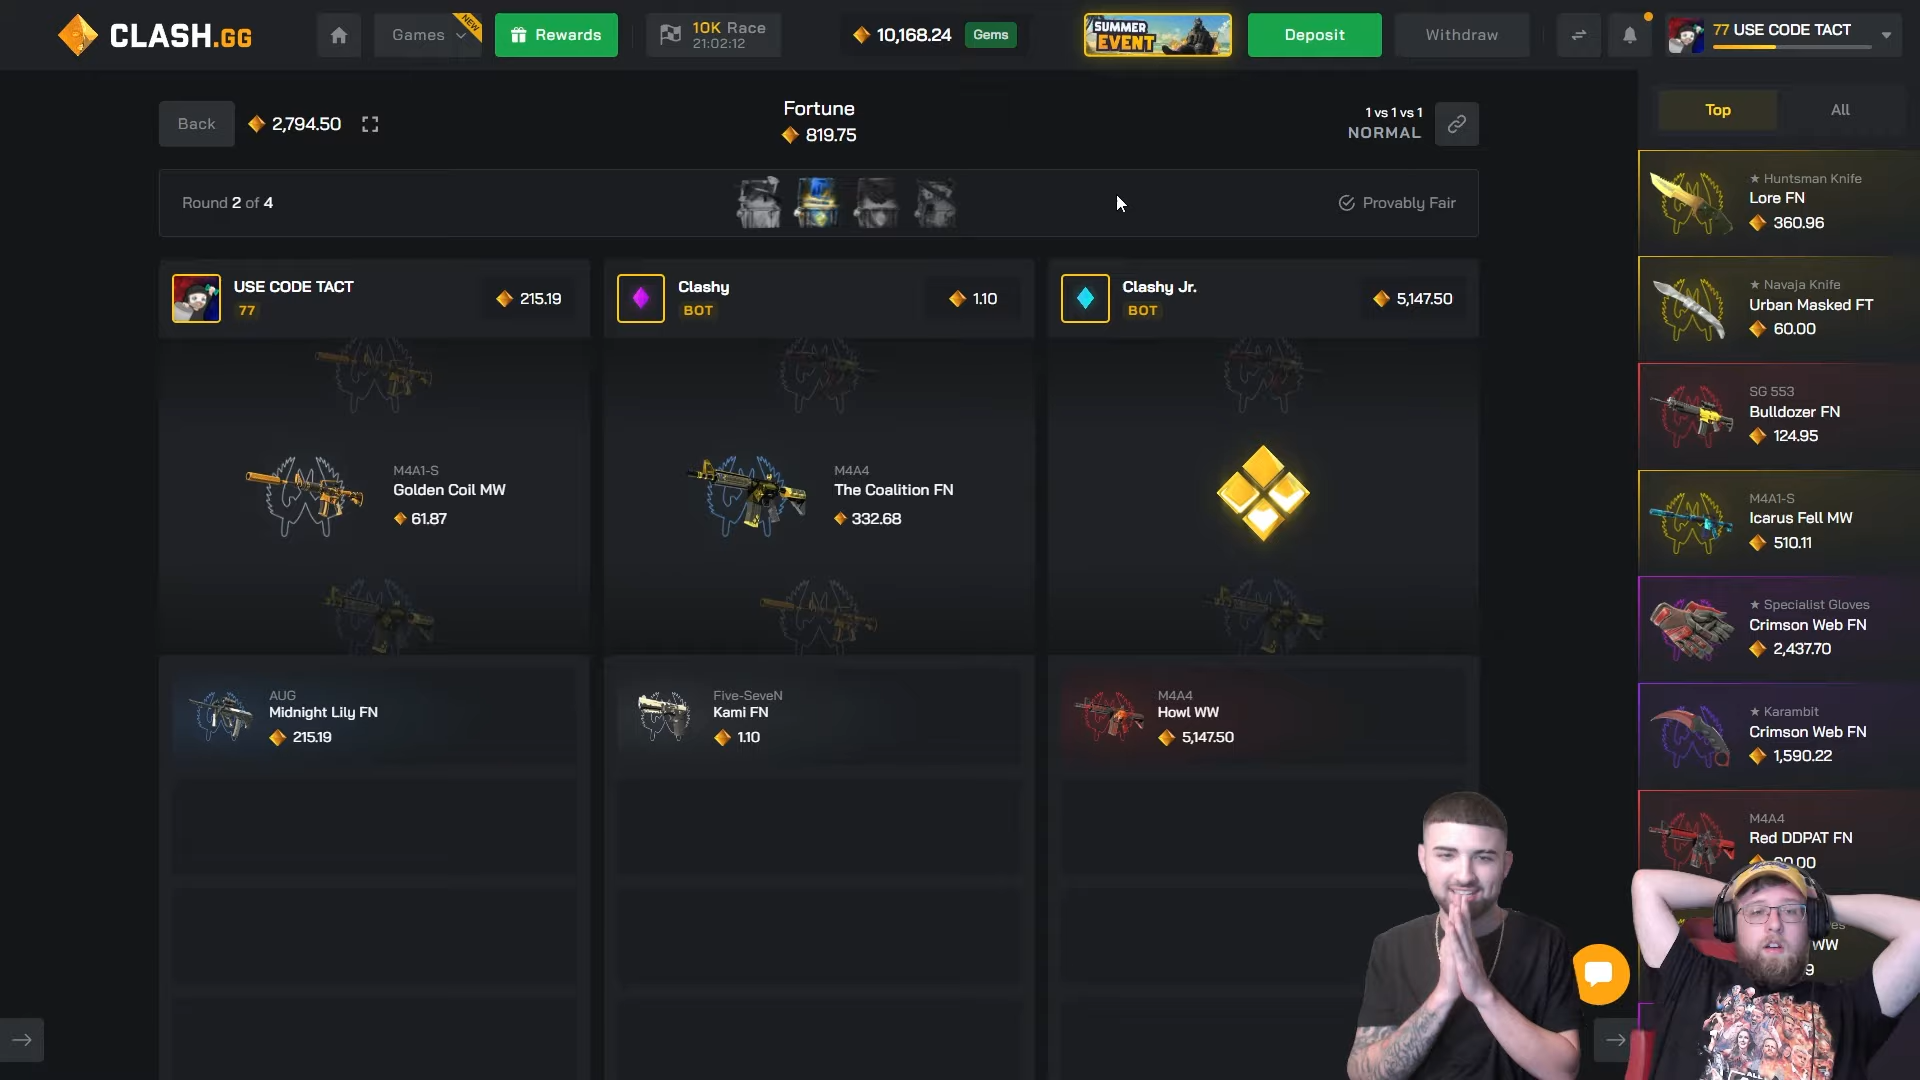 CLASH.GG
Games
NEW
Rewards
10K Race
21:02:12
10,168.24
Gems
SUMMER
EVENT
Deposit
Withdraw
77 USE CODE TACT
Back
2,794.50
Fortune
819.75
1 vs 1 vs 1
NORMAL
Top
All
Round 2 of 4
Provably Fair
USE CODE TACT
77
215.19
Clashy
BOT
1.10
Clashy Jr.
BOT
5,147.50
M4A1-S
Golden Coil MW
61.87
M4A4
The Coalition FN
332.68
AUG
Midnight Lily FN
215.19
Five-SeveN
Kami FN
1.10
M4A4
Howl WW
5,147.50
★ Huntsman Knife
Lore FN
360.96
★ Navaja Knife
Urban Masked FT
60.00
SG 553
Bulldozer FN
124.95
M4A1-S
Icarus Fell MW
510.11
★ Specialist Gloves
Crimson Web FN
2,437.70
★ Karambit
Crimson Web FN
1,590.22
M4A4
Red DDPAT FN
WW